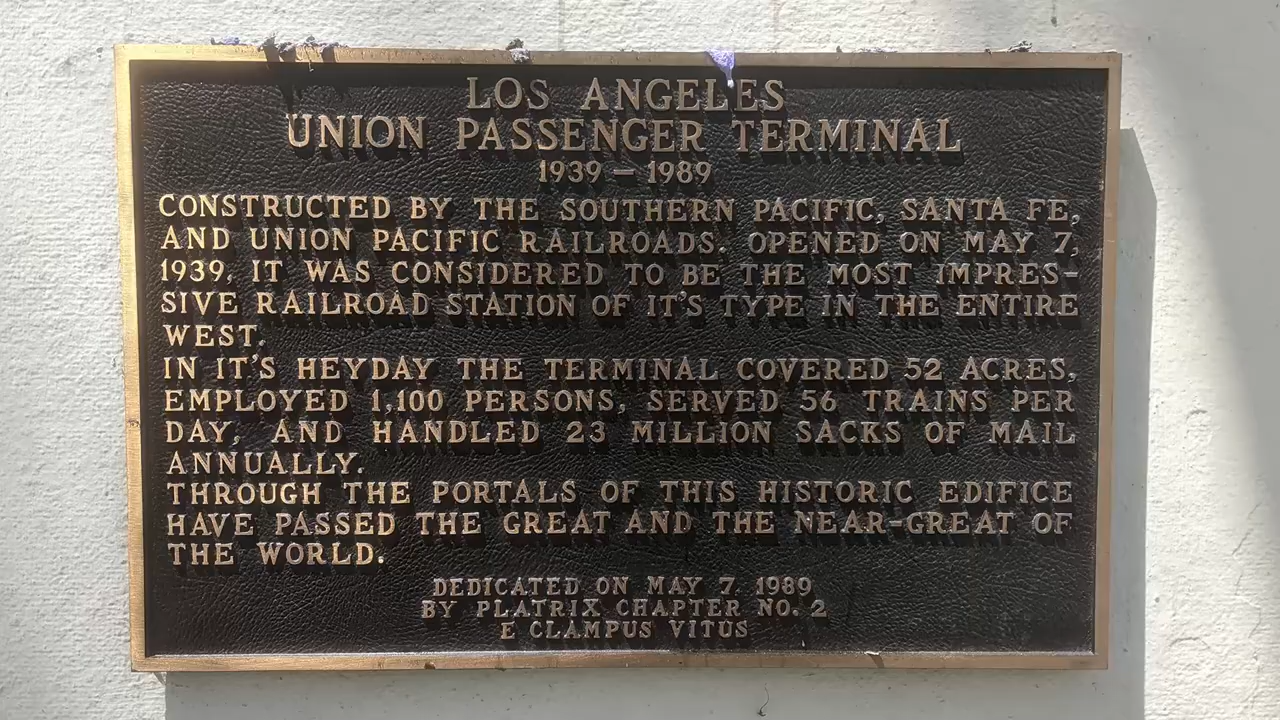 LOS ANGELES
UNION PASSENGER TERMINAL
1939 – 1989
CONSTRUCTED BY THE SOUTHERN PACIFIC, SANTA FE,
AND UNION PACIFIC RAILROADS. OPENED ON MAY 7,
1939, IT WAS CONSIDERED TO BE THE MOST IMPRES-
SIVE RAILROAD STATION OF IT'S TYPE IN THE ENTIRE
WEST.
IN IT'S HEYDAY THE TERMINAL COVERED 52 ACRES,
EMPLOYED 1,100 PERSONS, SERVED 56 TRAINS PER
DAY, AND HANDLED 23 MILLION SACKS OF MAIL
ANNUALLY.
THROUGH THE PORTALS OF THIS HISTORIC EDIFICE
HAVE PASSED THE GREAT AND THE NEAR-GREAT OF
THE WORLD.
DEDICATED ON MAY 7, 1989
BY PLATRIX CHAPTER NO. 2
E CLAMPUS VITUS